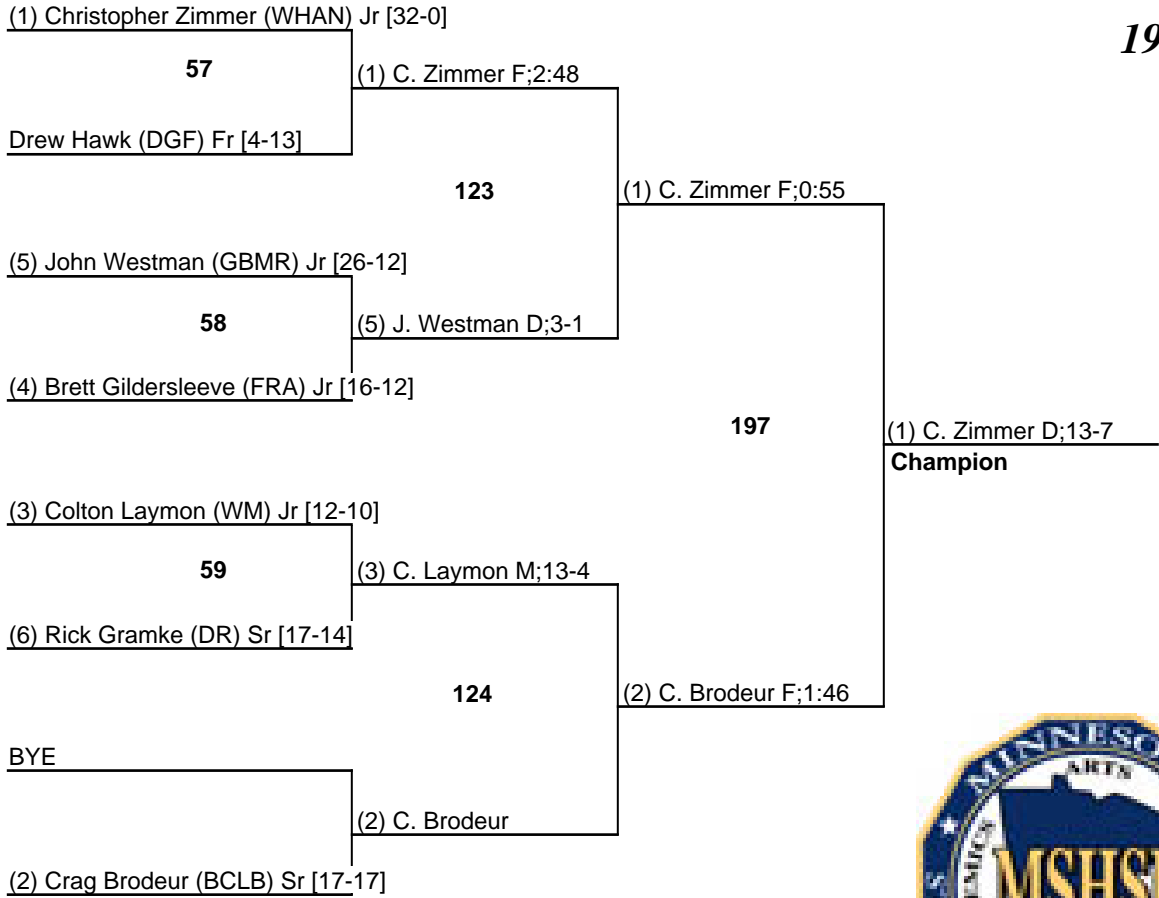 (1) Christopher Zimmer (WHAN) Jr [32-0]
19
57
(1) C. Zimmer F;2:48
Drew Hawk (DGF) Fr [4-13]
123
(1) C. Zimmer F;0:55
(5) John Westman (GBMR) Jr [26-12]
58
(5) J. Westman D;3-1
(4) Brett Gildersleeve (FRA) Jr [16-12]
197
(1) C. Zimmer D;13-7
Champion
(3) Colton Laymon (WM) Jr [12-10]
59
(3) C. Laymon M;13-4
(6) Rick Gramke (DR) Sr [17-14]
124
(2) C. Brodeur F;1:46
BYE
(2) C. Brodeur
(2) Crag Brodeur (BCLB) Sr [17-17]
MINNESO
ARTS
MSHS